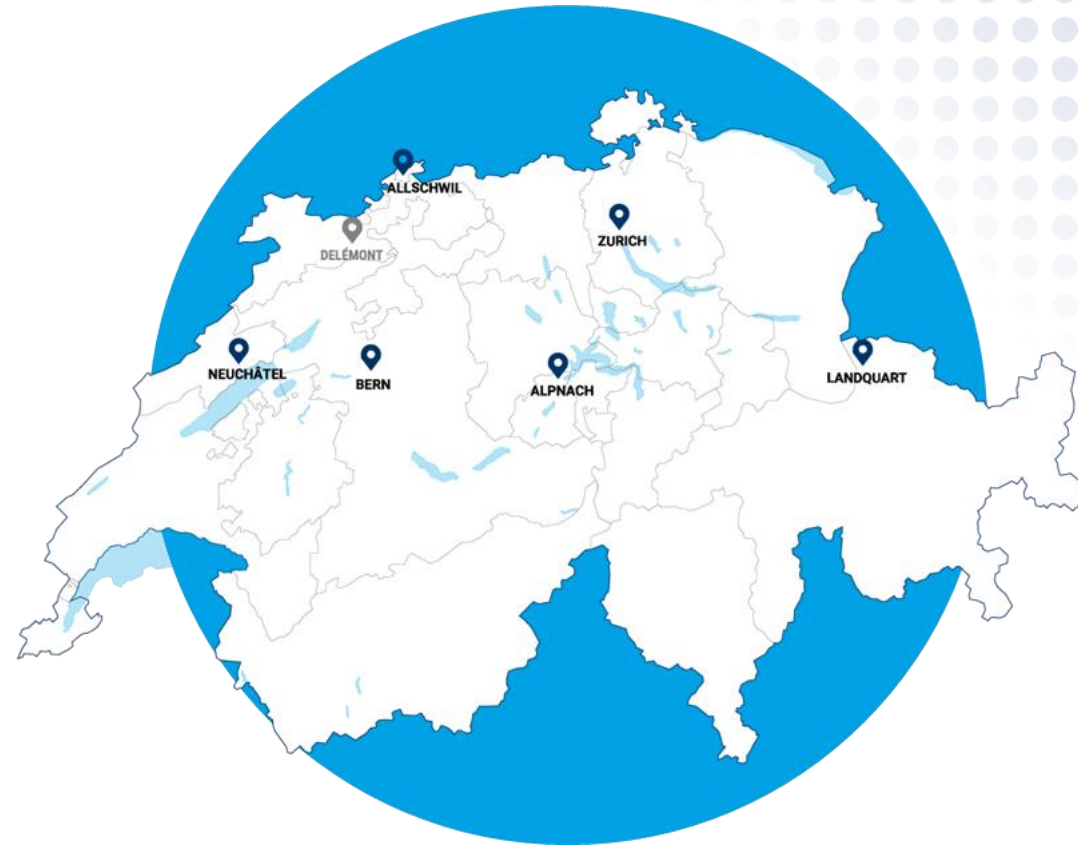 ALLSCHWIL
ZURICH
DELÉMONT
NEUCHÂTEL
BERN
ALPNACH
LANDQUART